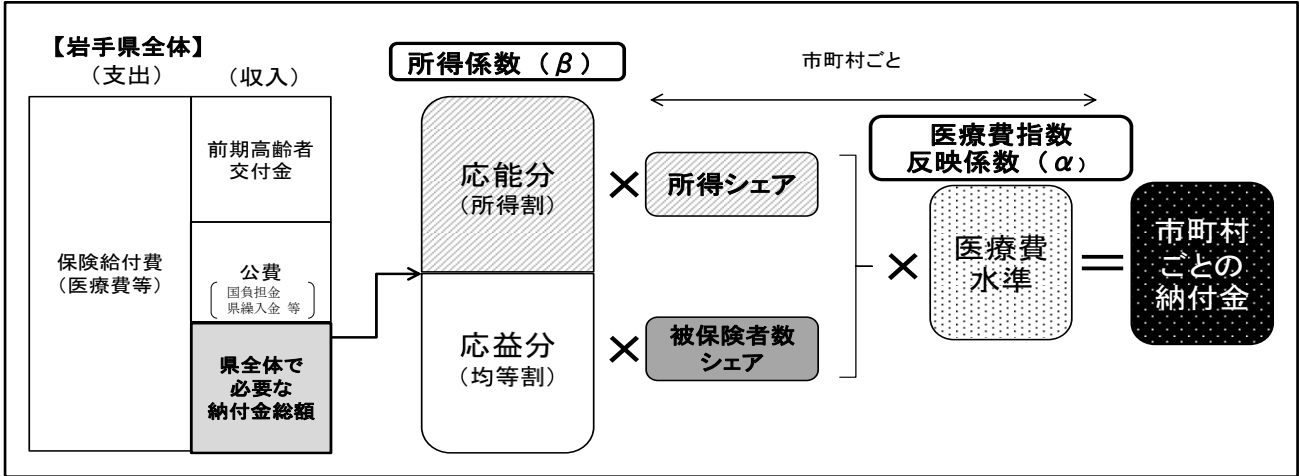 【岩手県全体】
(支出)
(収入)
保険給付費
(医療費等)
前期高齢者
交付金
公費
国負担金
県繰入金 等
県全体で
必要な
納付金総額
所得係数(β)
応能分
(所得割)
応益分
(均等割)
×
所得シェア
×
被保険者数
シェア
市町村ごと
医療費指数
反映係数(α)
×
医療費
水準
=
市町村
ごとの
納付金